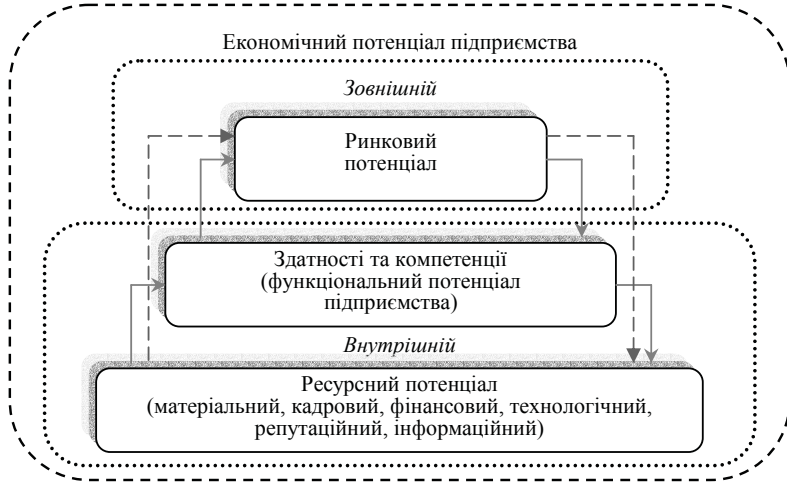 Економічний потенціал підприємства
Зовнішній
Ринковий
потенціал
Здатності та компетенції
(функціональний потенціал
підприємства)
Внутрішній
Ресурсний потенціал
(матеріальний, кадровий, фінансовий, технологічний,
репутаційний, інформаційний)